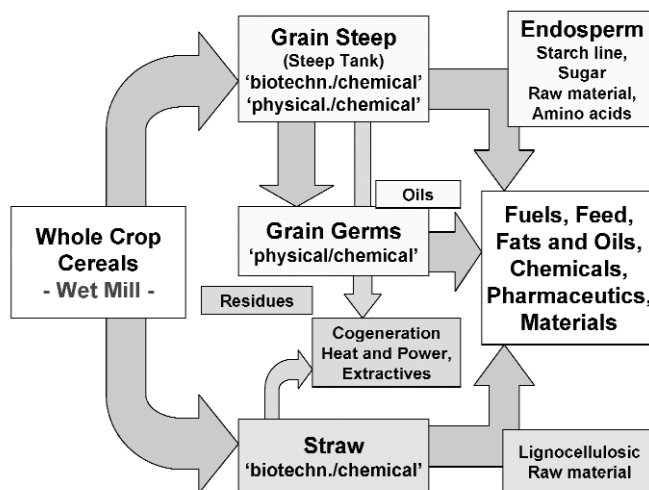 Grain Steep
(Steep Tank)
‘biotechn./chemical’
‘physical./chemical’
Endosperm
Starch line,
Sugar
Raw material,
Amino acids
Oils
Whole Crop
Cereals
- Wet Mill -
Grain Germs
‘physical/chemical’
Fuels, Feed,
Fats and Oils,
Chemicals,
Pharmaceutics,
Materials
Residues
Cogeneration
Heat and Power,
Extractives
Straw
‘biotechn./chemical’
Lignocellulosic
Raw material